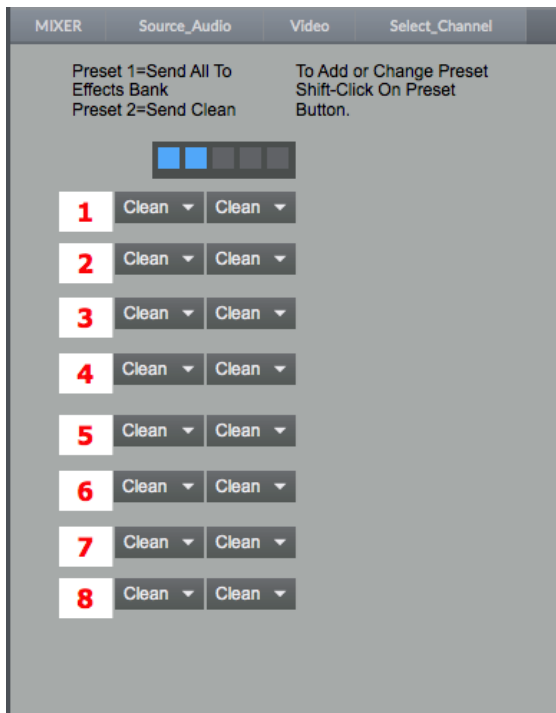 MIXER Source_Audio Video Select_Channel
Preset 1=Send All To
Effects Bank
Preset 2=Send Clean
To Add or Change Preset
Shift-Click On Preset
Button.
1 Clean Clean
2 Clean Clean
3 Clean Clean
4 Clean Clean
5 Clean Clean
6 Clean Clean
7 Clean Clean
8 Clean Clean